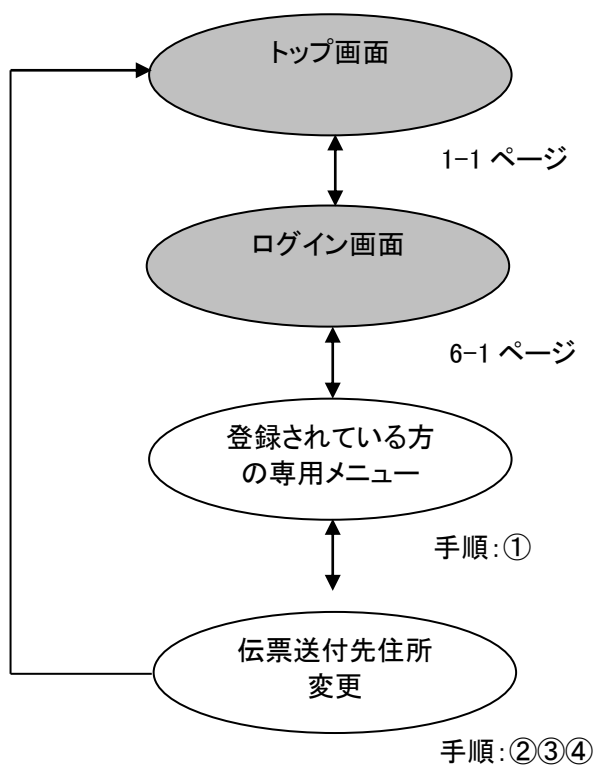 トップ画面
1-1 ページ
ログイン画面
6-1 ページ
登録されている方
の専用メニュー
手順:①
伝票送付先住所
変更
手順:②③④